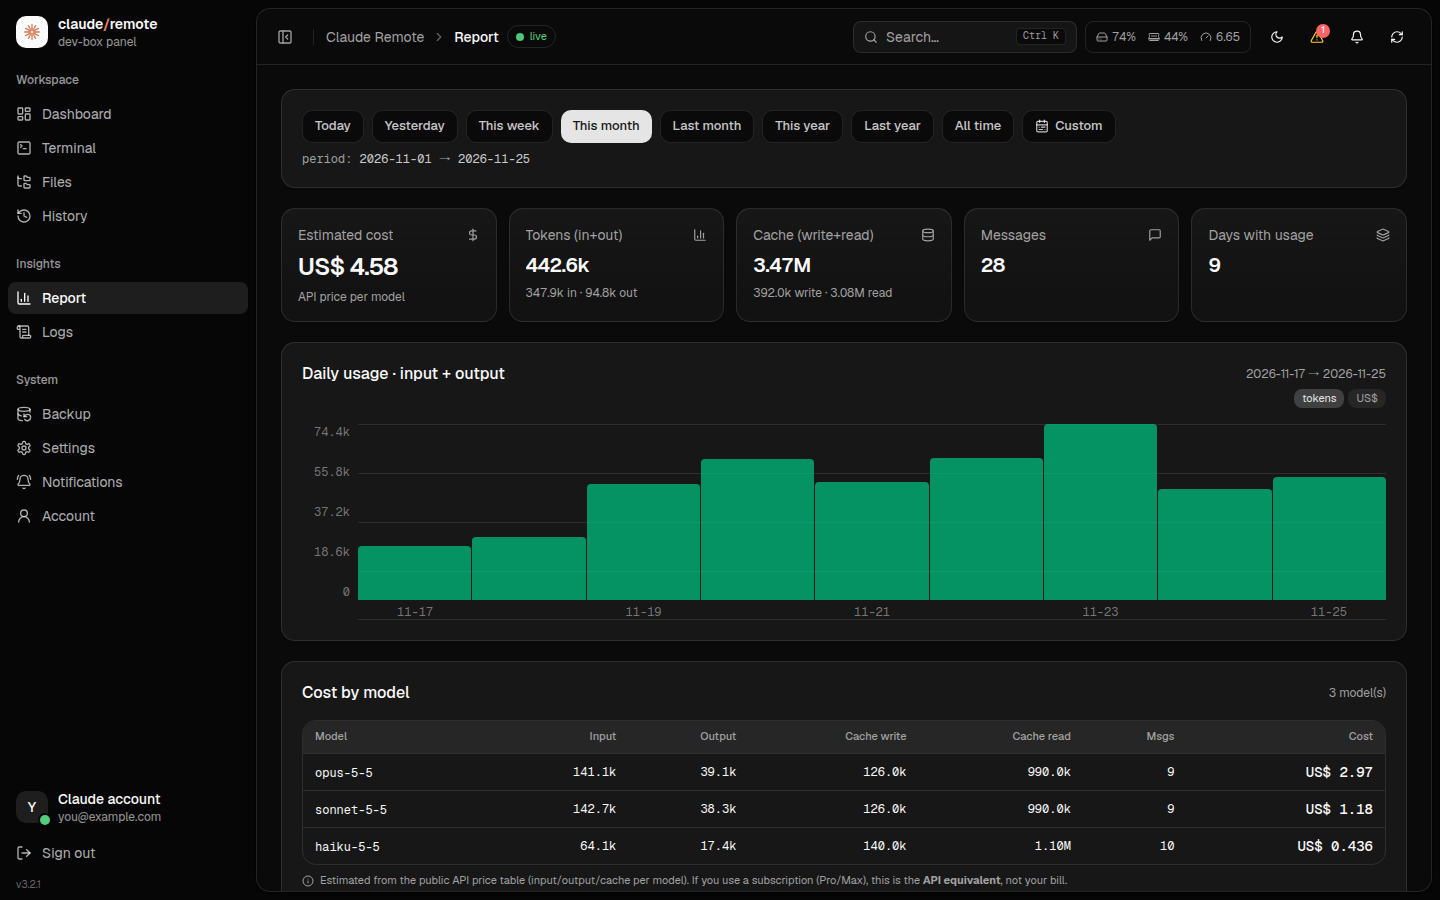 claude/remote
dev-box panel
Workspace
Dashboard
Terminal
Files
History
Insights
Report
Logs
System
Backup
Settings
Notifications
Account
Y
Claude account
you@example.com
Sign out
v3.2.1
Claude Remote > Report live
Search... Ctrl K
74% 44% 6.65
1
Today Yesterday This week This month Last month This year Last year All time Custom
period: 2026-11-01 → 2026-11-25
Estimated cost
US$ 4.58
API price per model
Tokens (in+out)
442.6k
347.9k in · 94.8k out
Cache (write+read)
3.47M
392.0k write · 3.08M read
Messages
28
Days with usage
9
Daily usage · input + output
2026-11-17 → 2026-11-25
tokens US$
74.4k
55.8k
37.2k
18.6k
0
11-17 11-19 11-21 11-23 11-25
Cost by model
3 model(s)
Model Input Output Cache write Cache read Msgs Cost
opus-5-5 141.1k 39.1k 126.0k 990.0k 9 US$ 2.97
sonnet-5-5 142.7k 38.3k 126.0k 990.0k 9 US$ 1.18
haiku-5-5 64.1k 17.4k 140.0k 1.10M 10 US$ 0.436
Estimated from the public API price table (input/output/cache per model). If you use a subscription (Pro/Max), this is the API equivalent, not your bill.